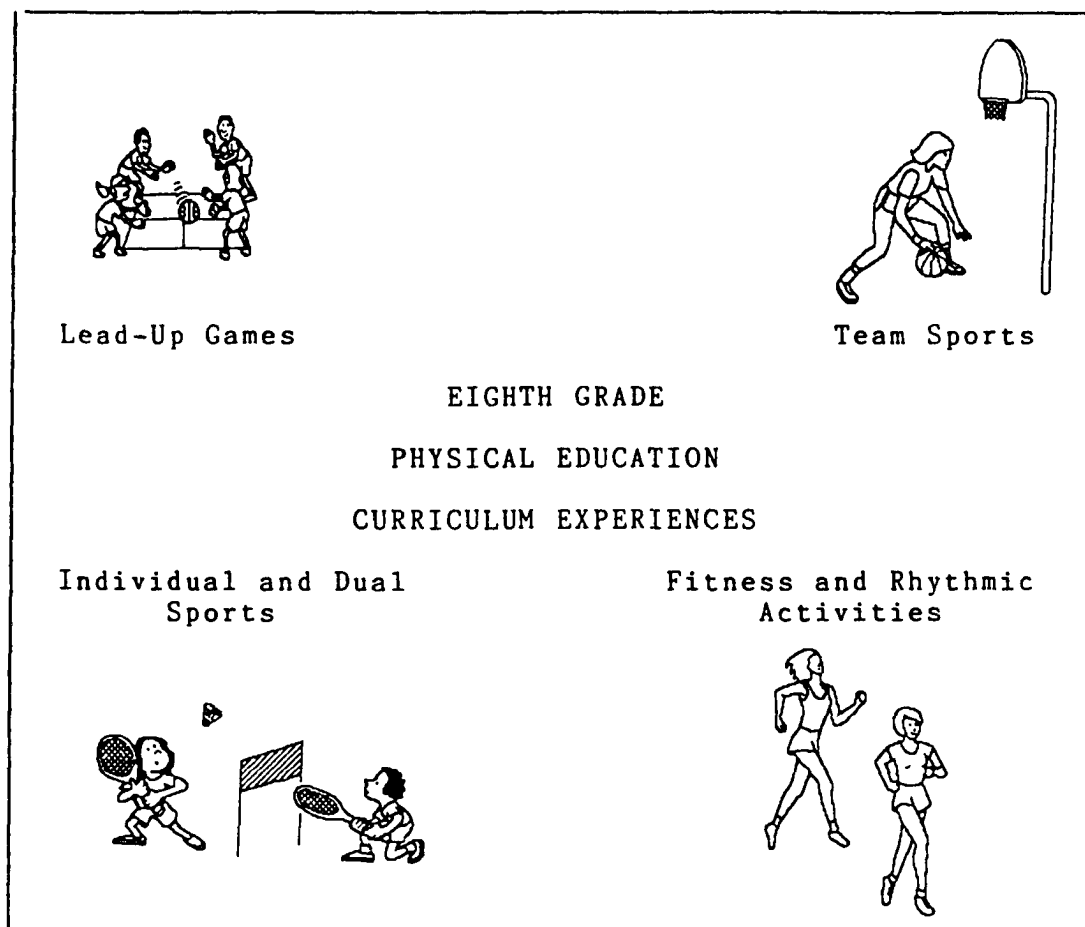 Lead-Up Games
Team Sports
EIGHTH GRADE
PHYSICAL EDUCATION
CURRICULUM EXPERIENCES
Individual and Dual
Sports
Fitness and Rhythmic
Activities